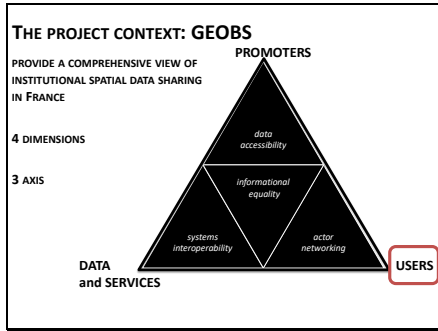 THE PROJECT CONTEXT: GEOBS
PROVIDE A COMPREHENSIVE VIEW OF
INSTITUTIONAL SPATIAL DATA SHARING
IN FRANCE
4 DIMENSIONS
3 AXIS
PROMOTERS
data
accessibility
informational
equality
systems
interoperability
actor
networking
DATA
and SERVICES
USERS